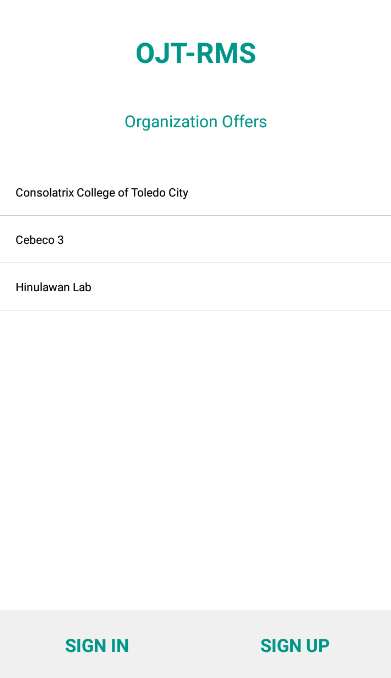 OJT-RMS
Organization Offers
Consolatrix College of Toledo City
Cebeco 3
Hinulawan Lab
SIGN IN
SIGN UP